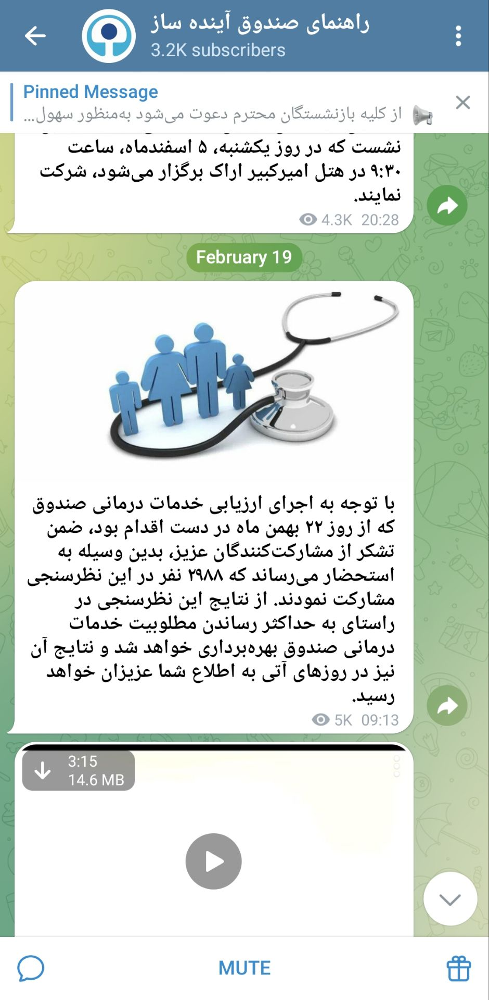 راهنمای صندوق آینده ساز
3.2K subscribers
Pinned Message
از کلیه بازنشستگان محترم دعوت می‌شود به‌منظور سهول...
نشست که در روز یکشنبه، ۵ اسفندماه، ساعت
۹:۳۰ در هتل امیرکبیر اراک برگزار می‌شود، شرکت
نمایند.
4.3K 20:28
February 19
با توجه به اجرای ارزیابی خدمات درمانی صندوق
که از روز ۲۲ بهمن ماه در دست اقدام بود، ضمن
تشکر از مشارکت‌کنندگان عزیز، بدین وسیله به
استحضار می‌رساند که ۲۹۸۸ نفر در این نظرسنجی
مشارکت نمودند. از نتایج این نظرسنجی در
راستای به حداکثر رساندن مطلوبیت خدمات
درمانی صندوق بهره‌برداری خواهد شد و نتایج آن
نیز در روزهای آتی به اطلاع شما عزیزان خواهد
رسید.
5K 09:13
3:15
14.6 MB
MUTE